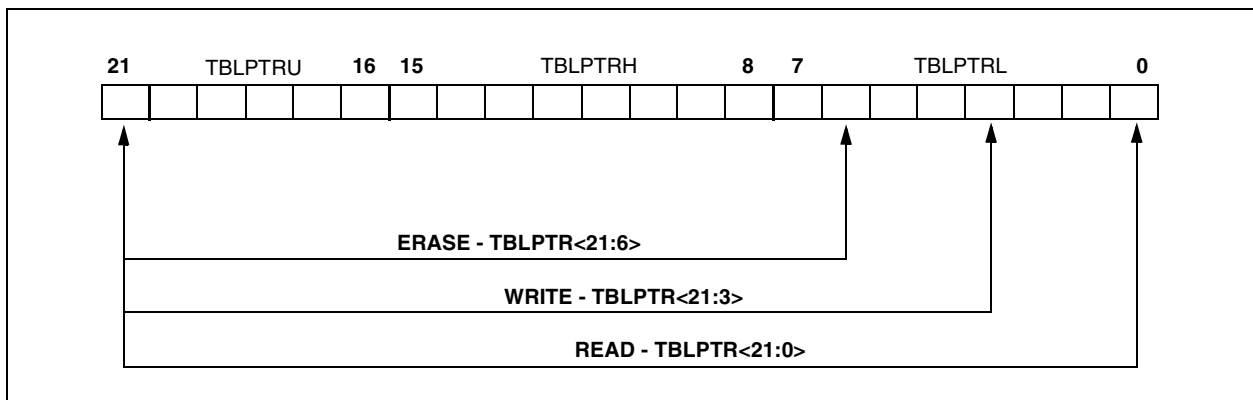 21 TBLPTRU 16 15 TBLPTRH 8 7 TBLPTRL 0
ERASE - TBLPTR<21:6>
WRITE - TBLPTR<21:3>
READ - TBLPTR<21:0>